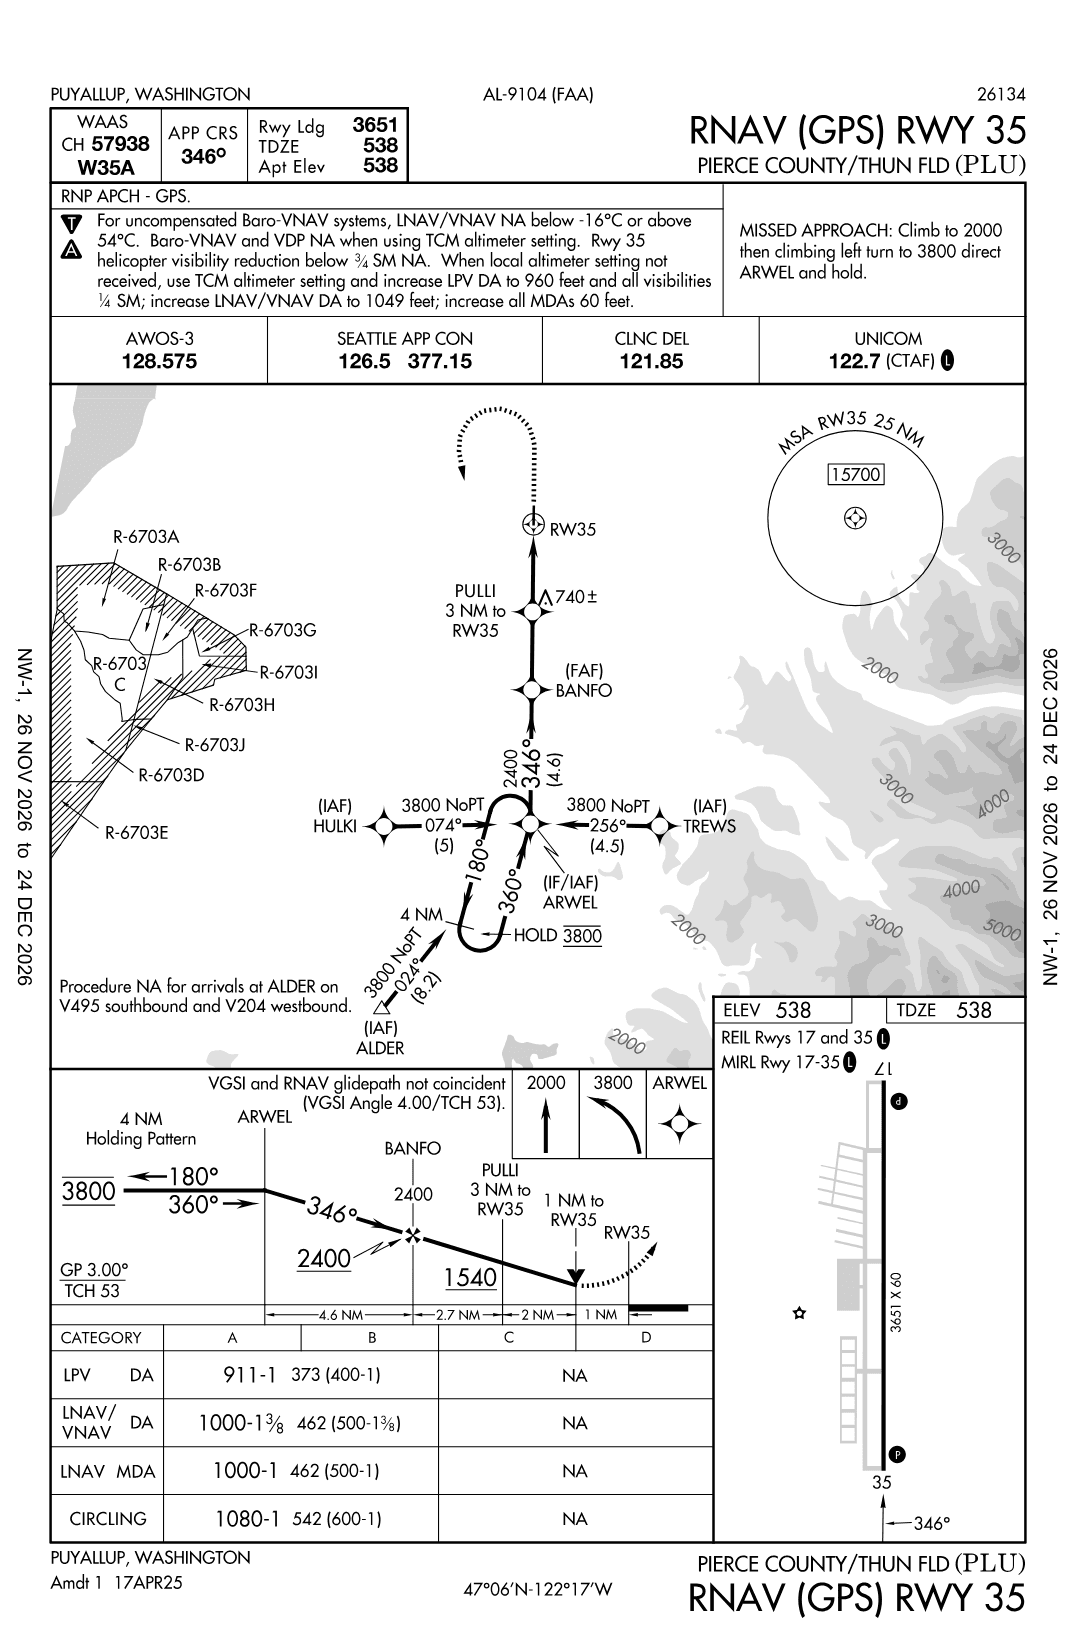 PUYALLUP, WASHINGTON
AL-9104 (FAA)
26134
WAAS
CH 57938
W35A
APP CRS
346°
Rwy Ldg 3651
TDZE 538
Apt Elev 538
RNAV (GPS) RWY 35
PIERCE COUNTY/THUN FLD (PLU)
RNP APCH - GPS.
T
A
For uncompensated Baro-VNAV systems, LNAV/VNAV NA below -16°C or above
54°C. Baro-VNAV and VDP NA when using TCM altimeter setting. Rwy 35
helicopter visibility reduction below ¾ SM NA. When local altimeter setting not
received, use TCM altimeter setting and increase LPV DA to 960 feet and all visibilities
¼ SM; increase LNAV/VNAV DA to 1049 feet; increase all MDAs 60 feet.
MISSED APPROACH: Climb to 2000
then climbing left turn to 3800 direct
ARWEL and hold.
AWOS-3
128.575
SEATTLE APP CON
126.5 377.15
CLNC DEL
121.85
UNICOM
122.7 (CTAF) L
MSA RW35 25 NM
15700
RW35
R-6703A
R-6703B
R-6703F
R-6703G
R-6703
C
R-6703I
R-6703H
R-6703J
R-6703D
R-6703E
PULLI
3 NM to
RW35
740±
(FAF)
BANFO
2400
346°
(4.6)
(IAF)
HULKI
3800 NoPT
074°
(5)
3800 NoPT
256°
(4.5)
(IAF)
TREWS
(IF/IAF)
ARWEL
180°
360°
4 NM
HOLD 3800
3800 NoPT
024°
(8.2)
(IAF)
ALDER
Procedure NA for arrivals at ALDER on
V495 southbound and V204 westbound.
3000
2000
3000
4000
4000
3000
5000
2000
2000
NW-1, 26 NOV 2026 to 24 DEC 2026
NW-1, 26 NOV 2026 to 24 DEC 2026
ELEV 538
TDZE 538
REIL Rwys 17 and 35 L
MIRL Rwy 17-35 L
17
P
3651 X 60
P
35
346°
VGSI and RNAV glidepath not coincident
(VGSI Angle 4.00/TCH 53).
2000
3800
ARWEL
4 NM
Holding Pattern
ARWEL
BANFO
2400
PULLI
3 NM to
RW35
1 NM to
RW35
RW35
3800
180°
360°
346°
2400
1540
GP 3.00°
TCH 53
4.6 NM
2.7 NM
2 NM
1 NM
CATEGORY A B C D
LPV DA 911-1 373 (400-1) NA
LNAV/
VNAV DA 1000-1⅜ 462 (500-1⅜) NA
LNAV MDA 1000-1 462 (500-1) NA
CIRCLING 1080-1 542 (600-1) NA
PUYALLUP, WASHINGTON
Amdt 1 17APR25
47°06'N-122°17'W
PIERCE COUNTY/THUN FLD (PLU)
RNAV (GPS) RWY 35